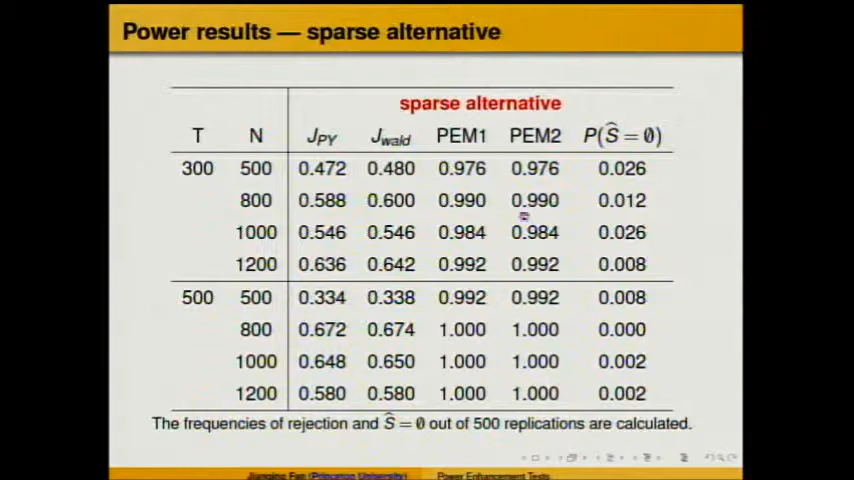 Power results — sparse alternative
sparse alternative
T N J_PY J_wald PEM1 PEM2 P(Ŝ = ∅)
300 500 0.472 0.480 0.976 0.976 0.026
800 0.588 0.600 0.990 0.990 0.012
1000 0.546 0.546 0.984 0.984 0.026
1200 0.636 0.642 0.992 0.992 0.008
500 500 0.334 0.338 0.992 0.992 0.008
800 0.672 0.674 1.000 1.000 0.000
1000 0.648 0.650 1.000 1.000 0.002
1200 0.580 0.580 1.000 1.000 0.002
The frequencies of rejection and Ŝ = ∅ out of 500 replications are calculated.
Jianqing Fan (Princeton University) Power Enhancement Tests